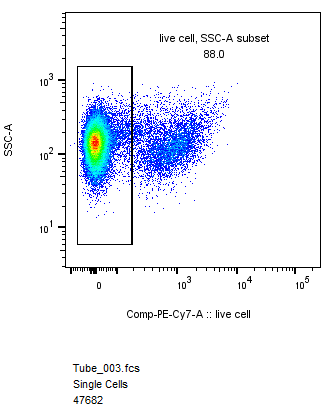 live cell, SSC-A subset
88.0
SSC-A
10³
10²
10¹
0
10³
10⁴
10⁵
Comp-PE-Cy7-A :: live cell
Tube_003.fcs
Single Cells
47682